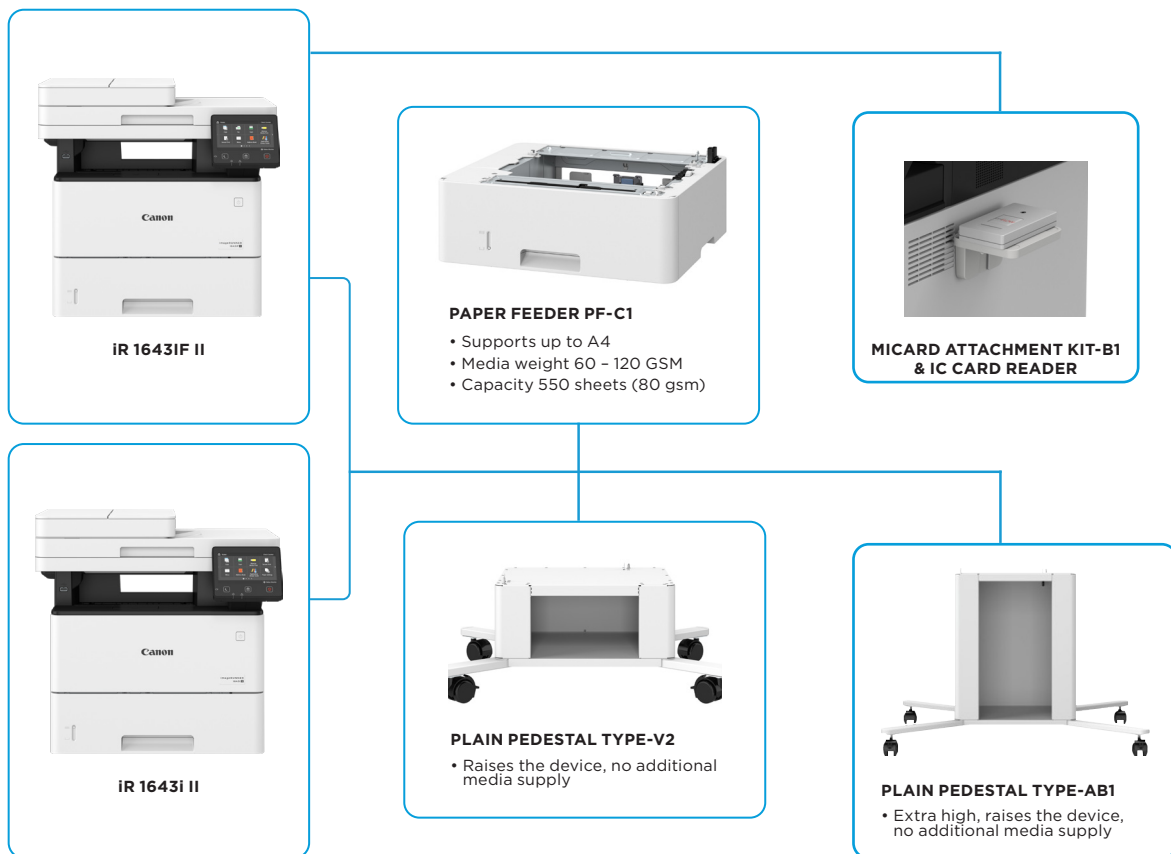 Canon
iR 1643IF II
PAPER FEEDER PF-C1
• Supports up to A4
• Media weight 60 – 120 GSM
• Capacity 550 sheets (80 gsm)
MICARD ATTACHMENT KIT-B1
& IC CARD READER
Canon
iR 1643i II
PLAIN PEDESTAL TYPE-V2
• Raises the device, no additional
media supply
PLAIN PEDESTAL TYPE-AB1
• Extra high, raises the device,
no additional media supply